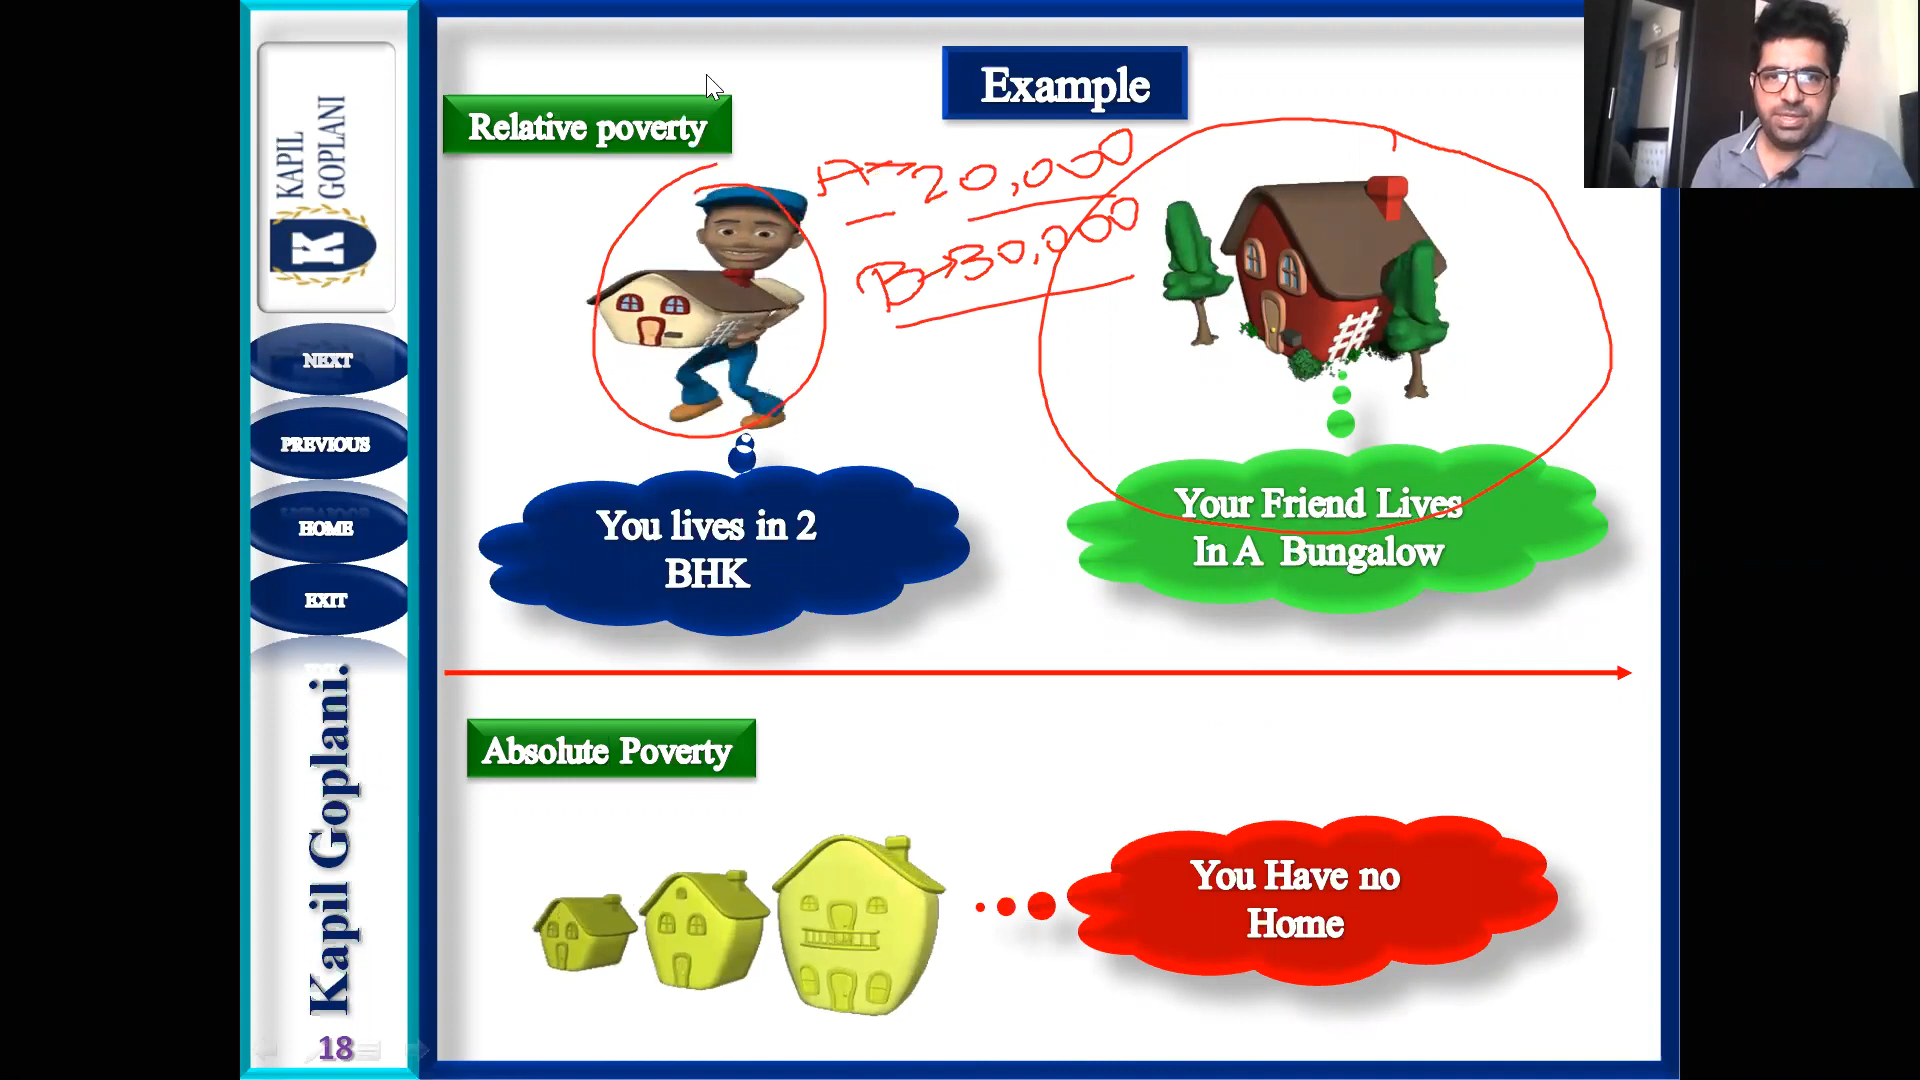 Example
Relative poverty
A→20,000
B→30,000
You lives in 2
BHK
Your Friend Lives
In A Bungalow
Absolute Poverty
You Have no
Home
KAPIL
GOPLANI
K
NEXT
PREVIOUS
HOME
EXIT
Kapil Goplani.
18